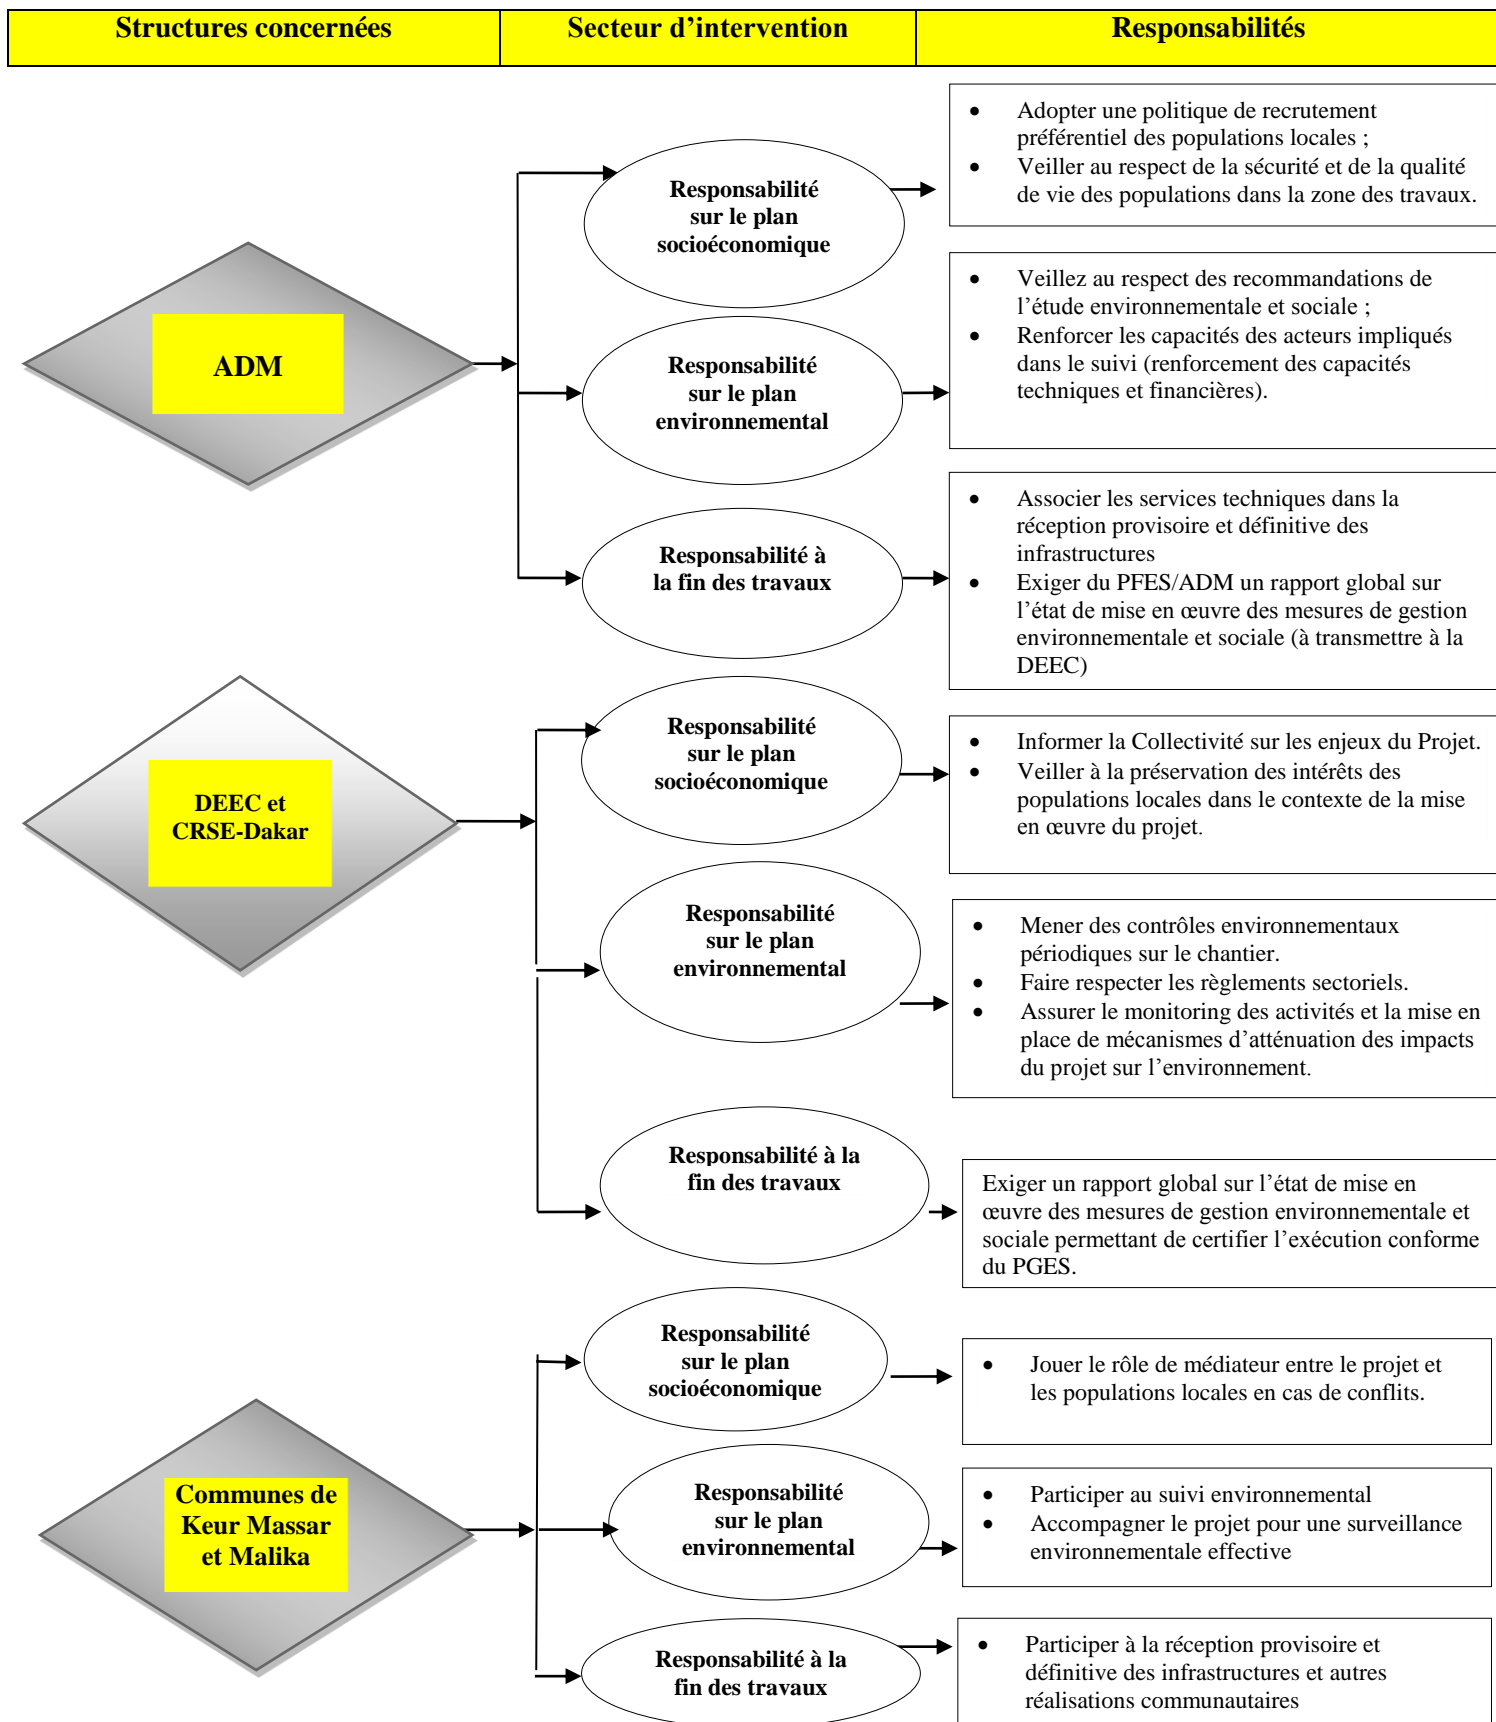 Structures concernées
Secteur d’intervention
Responsabilités
ADM
Responsabilité
sur le plan
socioéconomique
• Adopter une politique de recrutement
préférentiel des populations locales ;
• Veiller au respect de la sécurité et de la qualité
de vie des populations dans la zone des travaux.
Responsabilité
sur le plan
environnemental
• Veillez au respect des recommandations de
l’étude environnementale et sociale ;
• Renforcer les capacités des acteurs impliqués
dans le suivi (renforcement des capacités
techniques et financières).
Responsabilité à
la fin des travaux
• Associer les services techniques dans la
réception provisoire et définitive des
infrastructures
• Exiger du PFES/ADM un rapport global sur
l’état de mise en œuvre des mesures de gestion
environnementale et sociale (à transmettre à la
DEEC)
DEEC et
CRSE-Dakar
Responsabilité
sur le plan
socioéconomique
• Informer la Collectivité sur les enjeux du Projet.
• Veiller à la préservation des intérêts des
populations locales dans le contexte de la mise
en œuvre du projet.
Responsabilité
sur le plan
environnemental
• Mener des contrôles environnementaux
périodiques sur le chantier.
• Faire respecter les règlements sectoriels.
• Assurer le monitoring des activités et la mise en
place de mécanismes d’atténuation des impacts
du projet sur l’environnement.
Responsabilité à la
fin des travaux
Exiger un rapport global sur l’état de mise en
œuvre des mesures de gestion environnementale et
sociale permettant de certifier l’exécution conforme
du PGES.
Communes de
Keur Massar
et Malika
Responsabilité
sur le plan
socioéconomique
• Jouer le rôle de médiateur entre le projet et
les populations locales en cas de conflits.
Responsabilité
sur le plan
environnemental
• Participer au suivi environnemental
• Accompagner le projet pour une surveillance
environnementale effective
Responsabilité à la
fin des travaux
• Participer à la réception provisoire et
définitive des infrastructures et autres
réalisations communautaires